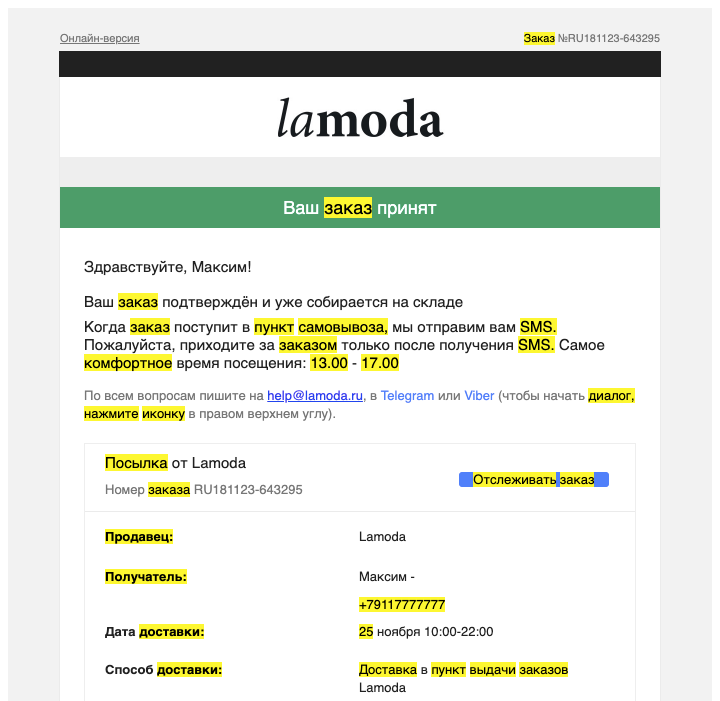 Онлайн-версия
Заказ №RU181123-643295
lamoda
Ваш заказ принят
Здравствуйте, Максим!
Ваш заказ подтверждён и уже собирается на складе
Когда заказ поступит в пункт самовывоза, мы отправим вам SMS.
Пожалуйста, приходите за заказом только после получения SMS. Самое
комфортное время посещения: 13.00 - 17.00
По всем вопросам пишите на help@lamoda.ru, в Telegram или Viber (чтобы начать диалог,
нажмите иконку в правом верхнем углу).
Посылка от Lamoda
Номер заказа RU181123-643295
Отслеживать заказ
Продавец: Lamoda
Получатель: Максим -
+79117777777
Дата доставки: 25 ноября 10:00-22:00
Способ доставки: Доставка в пункт выдачи заказов
Lamoda